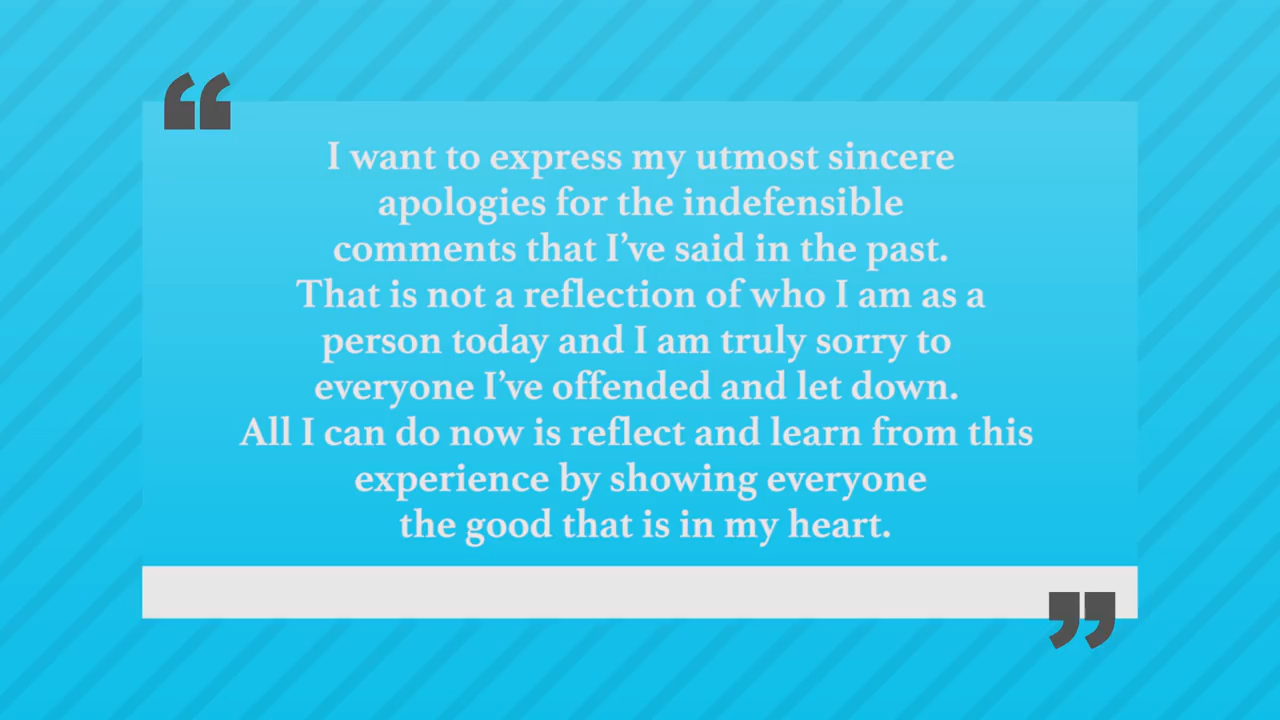 “
I want to express my utmost sincere
apologies for the indefensible
comments that I’ve said in the past.
That is not a reflection of who I am as a
person today and I am truly sorry to
everyone I’ve offended and let down.
All I can do now is reflect and learn from this
experience by showing everyone
the good that is in my heart.
”